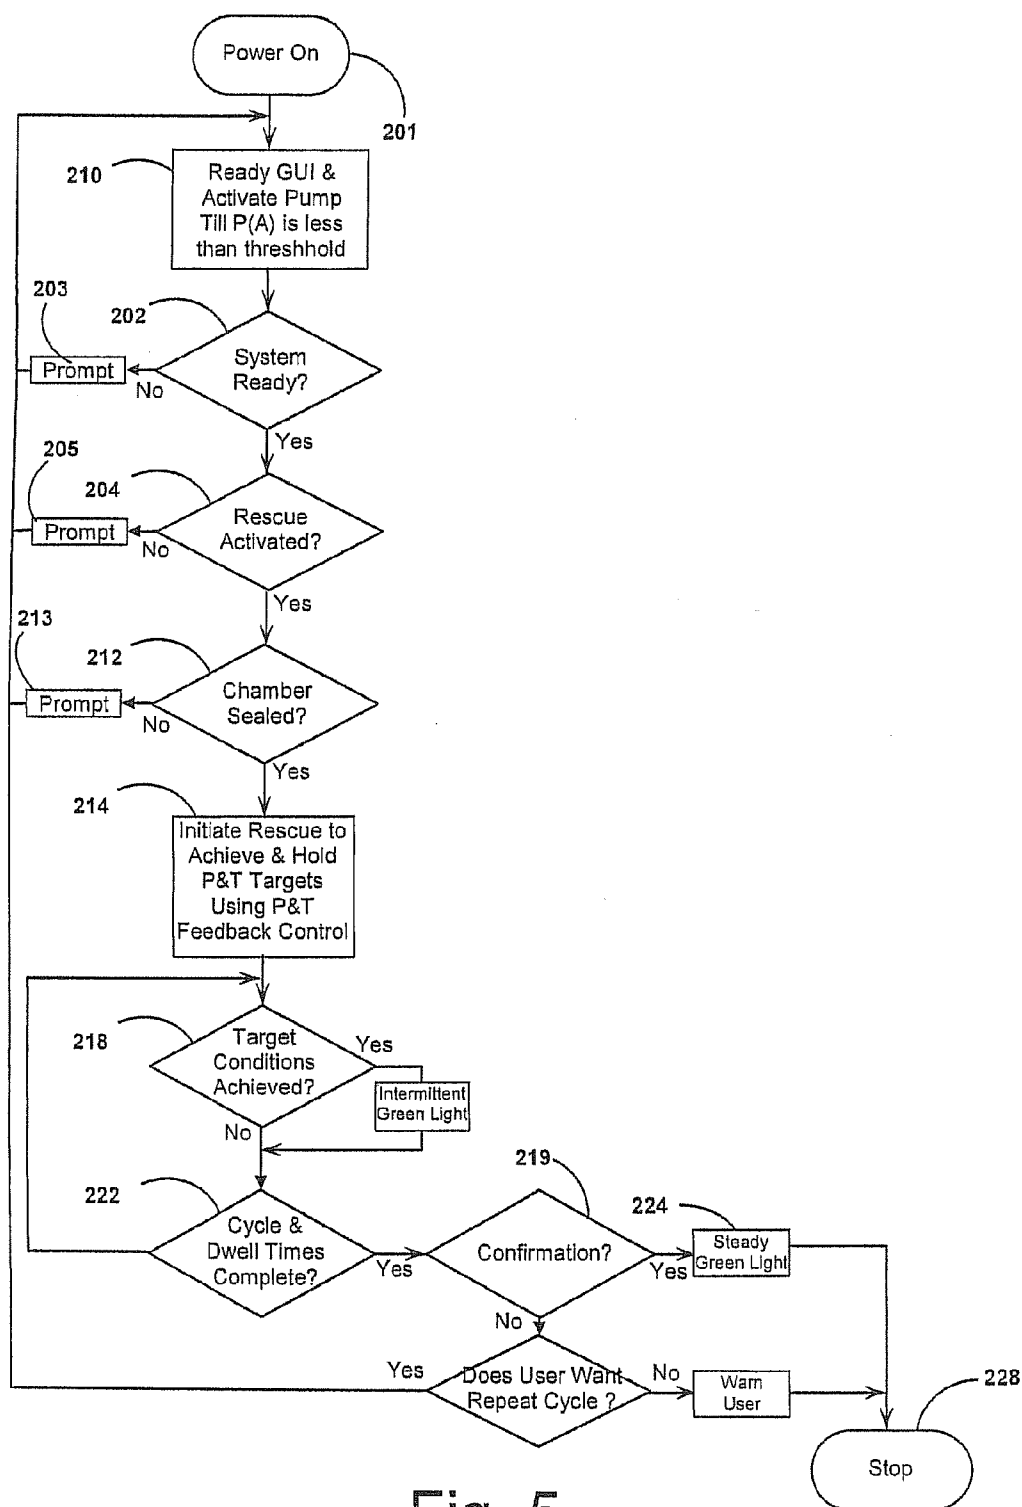 Power On
201
210
Ready GUI &
Activate Pump
Till P(A) is less
than threshhold
203
202
System
Ready?
Prompt
No
Yes
205
204
Rescue
Activated?
Prompt
No
Yes
213
212
Chamber
Sealed?
Prompt
No
Yes
214
Initiate Rescue to
Achieve & Hold
P&T Targets
Using P&T
Feedback Control
218
Target
Conditions
Achieved?
Yes
Intermittent
Green Light
No
222
Cycle &
Dwell Times
Complete?
Yes
219
Confirmation?
Yes
224
Steady
Green Light
No
Yes
Does User Want
Repeat Cycle ?
No
Warn
User
228
Stop
Fig. 5